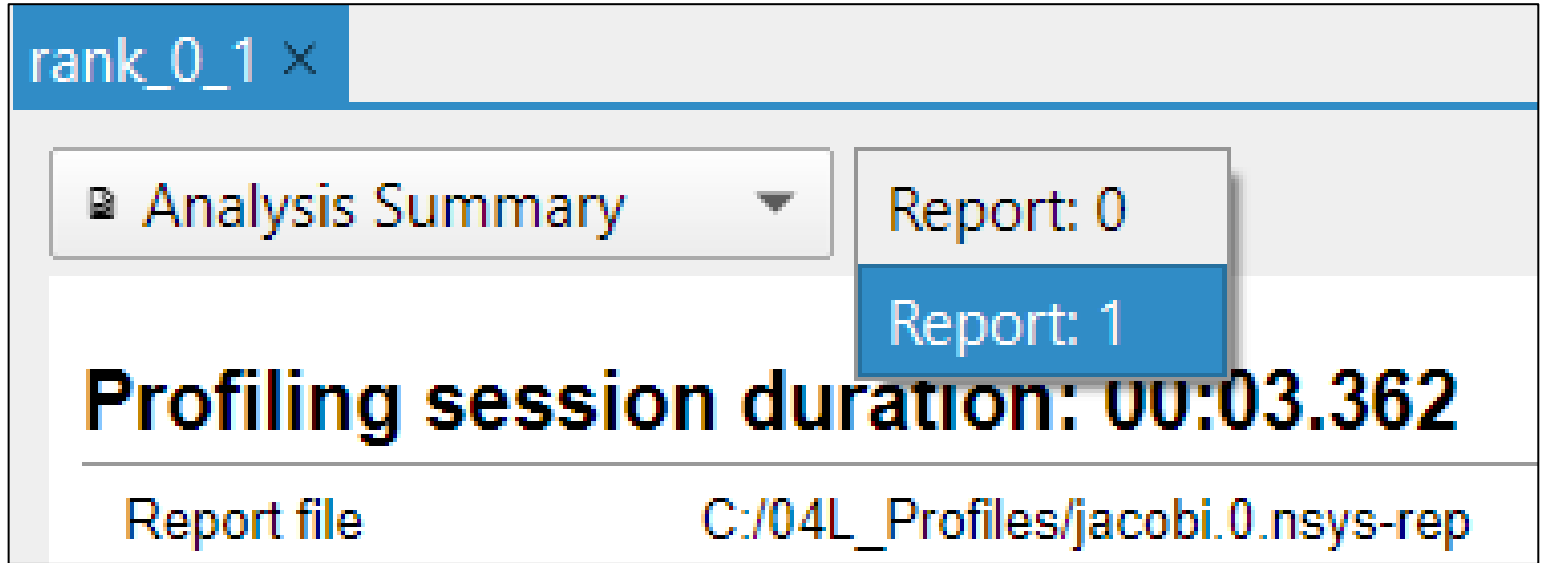 rank_0_1 ×
Analysis Summary
Report: 0
Report: 1
Profiling session duration: 00:03.362
Report file C:/04L_Profiles/jacobi.0.nsys-rep